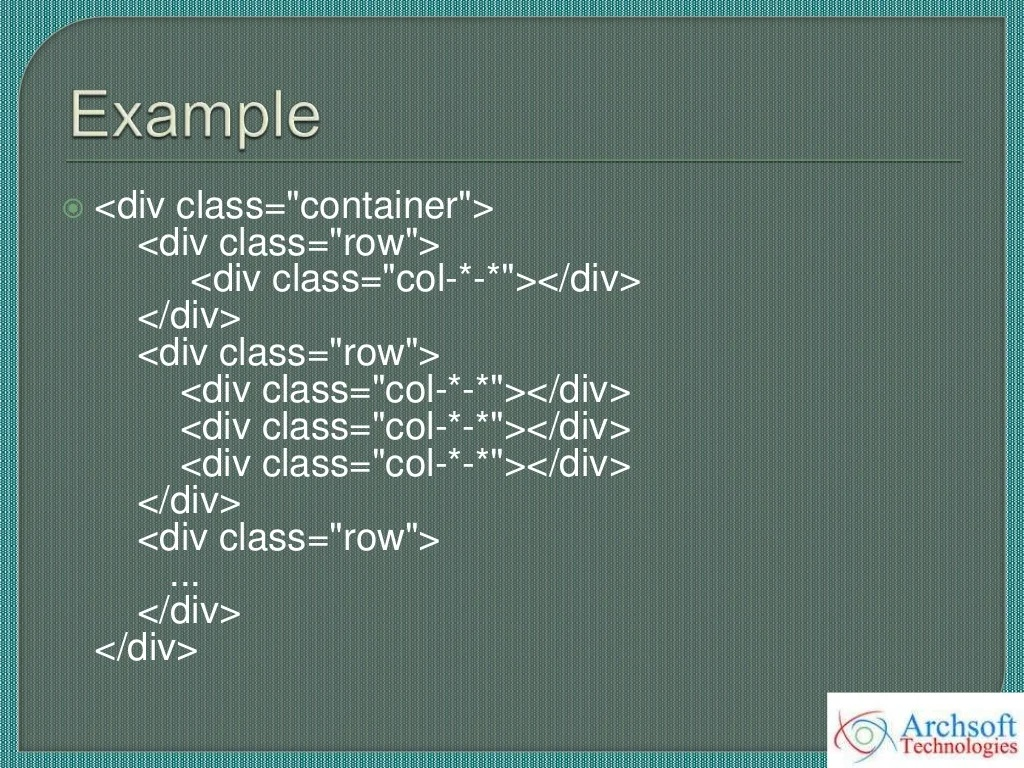 Example
<div class="container">
<div class="row">
<div class="col-*-*"></div>
</div>
<div class="row">
<div class="col-*-*"></div>
<div class="col-*-*"></div>
<div class="col-*-*"></div>
</div>
<div class="row">
...
</div>
</div>
Archsoft
Technologies